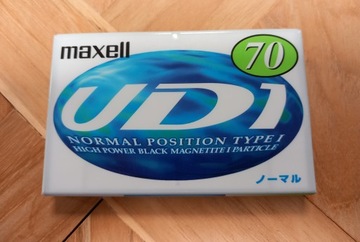 maxell
70
UD1
NORMAL POSITION TYPE I
HIGH POWER BLACK MAGNETITE I PARTICLE
ノーマル